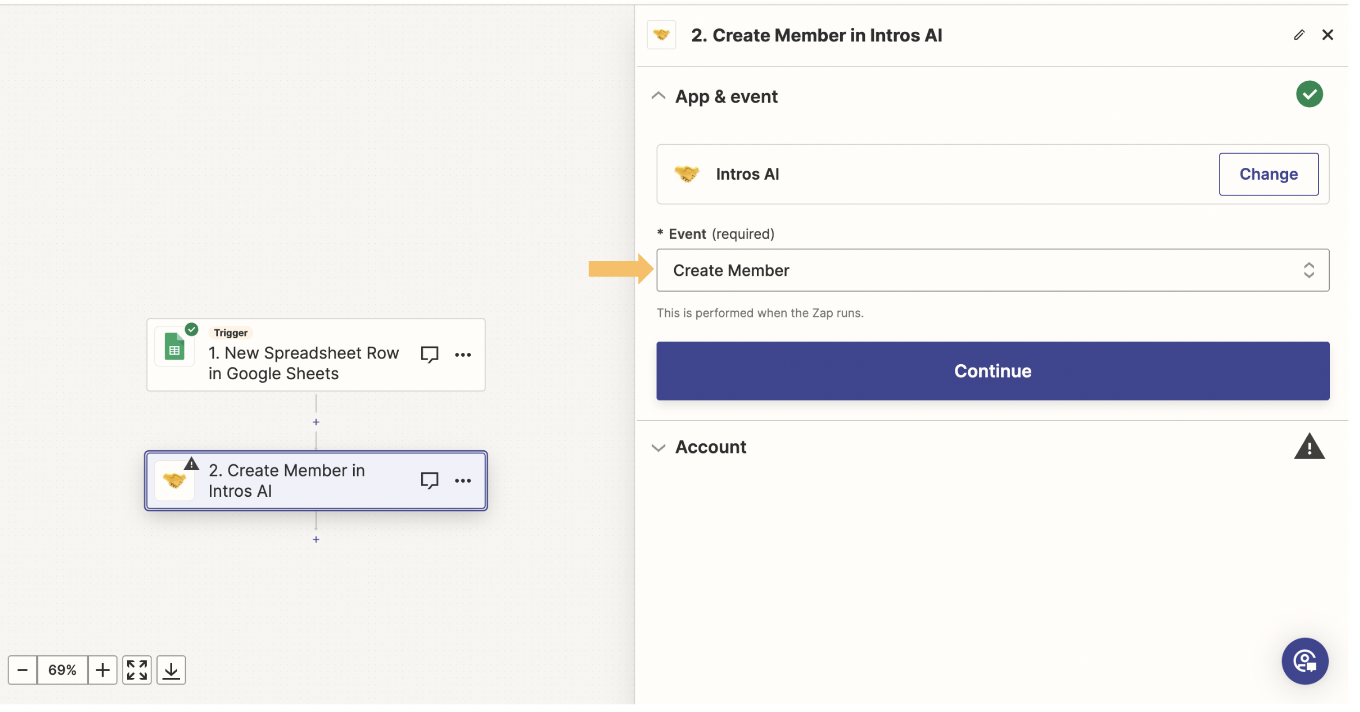 2. Create Member in Intros AI
App & event
Intros AI
Change
* Event (required)
Create Member
This is performed when the Zap runs.
Continue
Account
Trigger
1. New Spreadsheet Row
in Google Sheets
2. Create Member in
Intros AI
69%